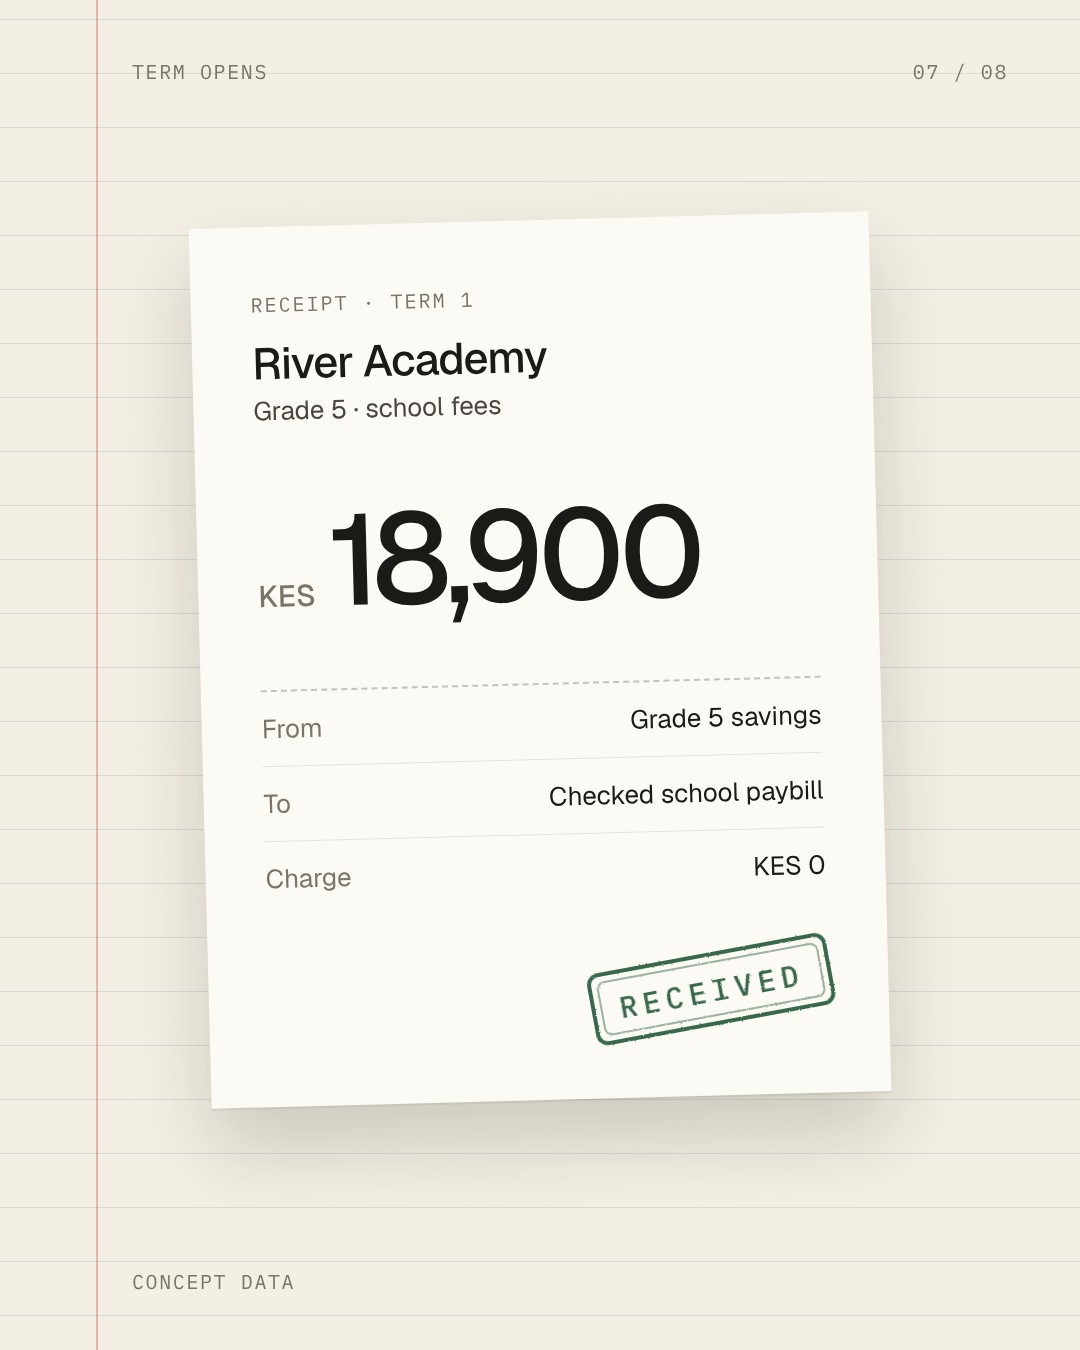 TERM OPENS
07 / 08
RECEIPT · TERM 1
River Academy
Grade 5 · school fees
KES 18,900
From Grade 5 savings
To Checked school paybill
Charge KES 0
RECEIVED
CONCEPT DATA